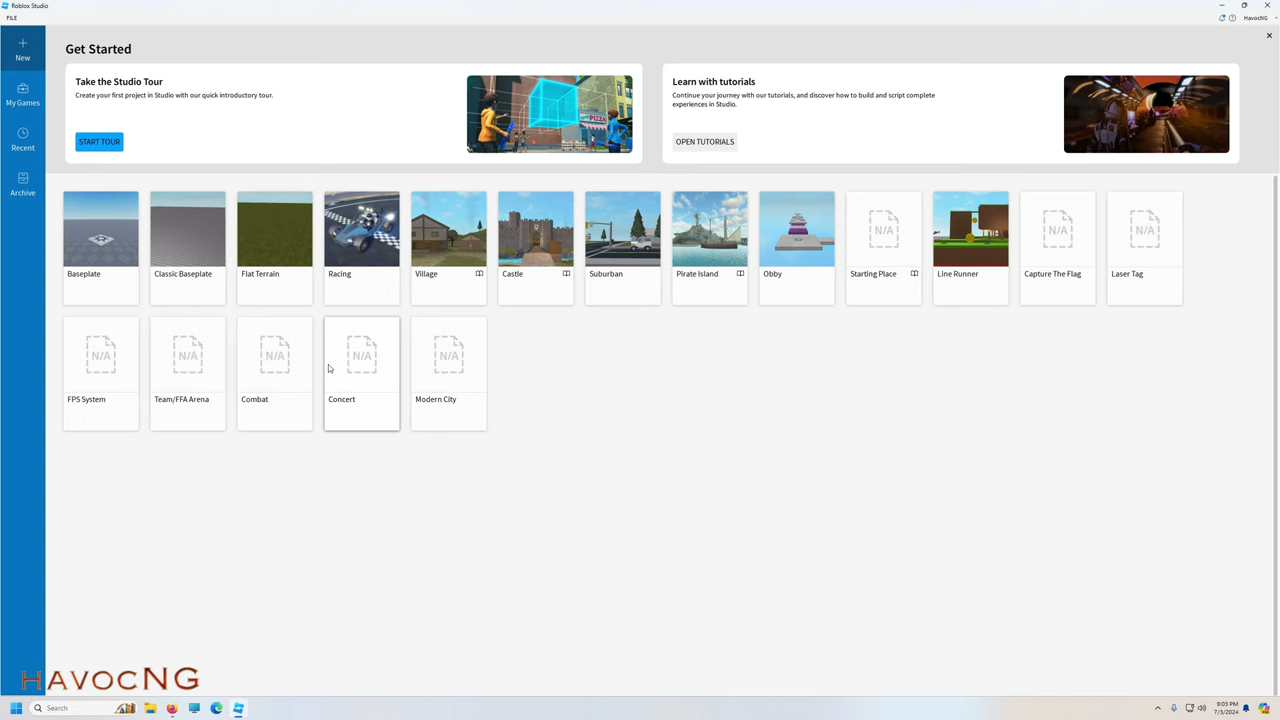 Roblox Studio
FILE
HavocNG
New
My Games
Recent
Archive
Get Started
Take the Studio Tour
Create your first project in Studio with our quick introductory tour.
START TOUR
PIZZA
Learn with tutorials
Continue your journey with our tutorials, and discover how to build and script complete
experiences in Studio.
OPEN TUTORIALS
Baseplate
Classic Baseplate
Flat Terrain
Racing
Village
Castle
Suburban
Pirate Island
Obby
N/A
Starting Place
Line Runner
N/A
Capture The Flag
N/A
Laser Tag
N/A
FPS System
N/A
Team/FFA Arena
N/A
Combat
N/A
Concert
N/A
Modern City
HAVOCNG
Search
9:03 PM
7/3/2024